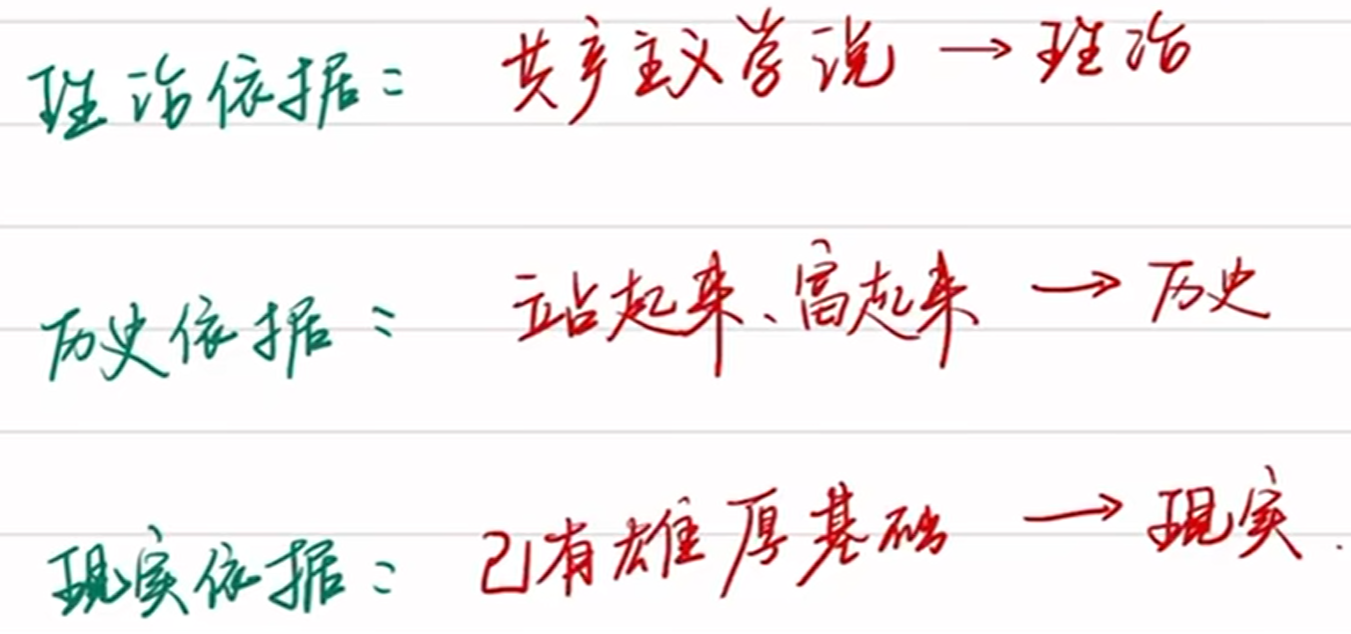 理论依据： 共产主义学说 → 理论
历史依据： 站起来、富起来 → 历史
现实依据： 已有雄厚基础 → 现实.